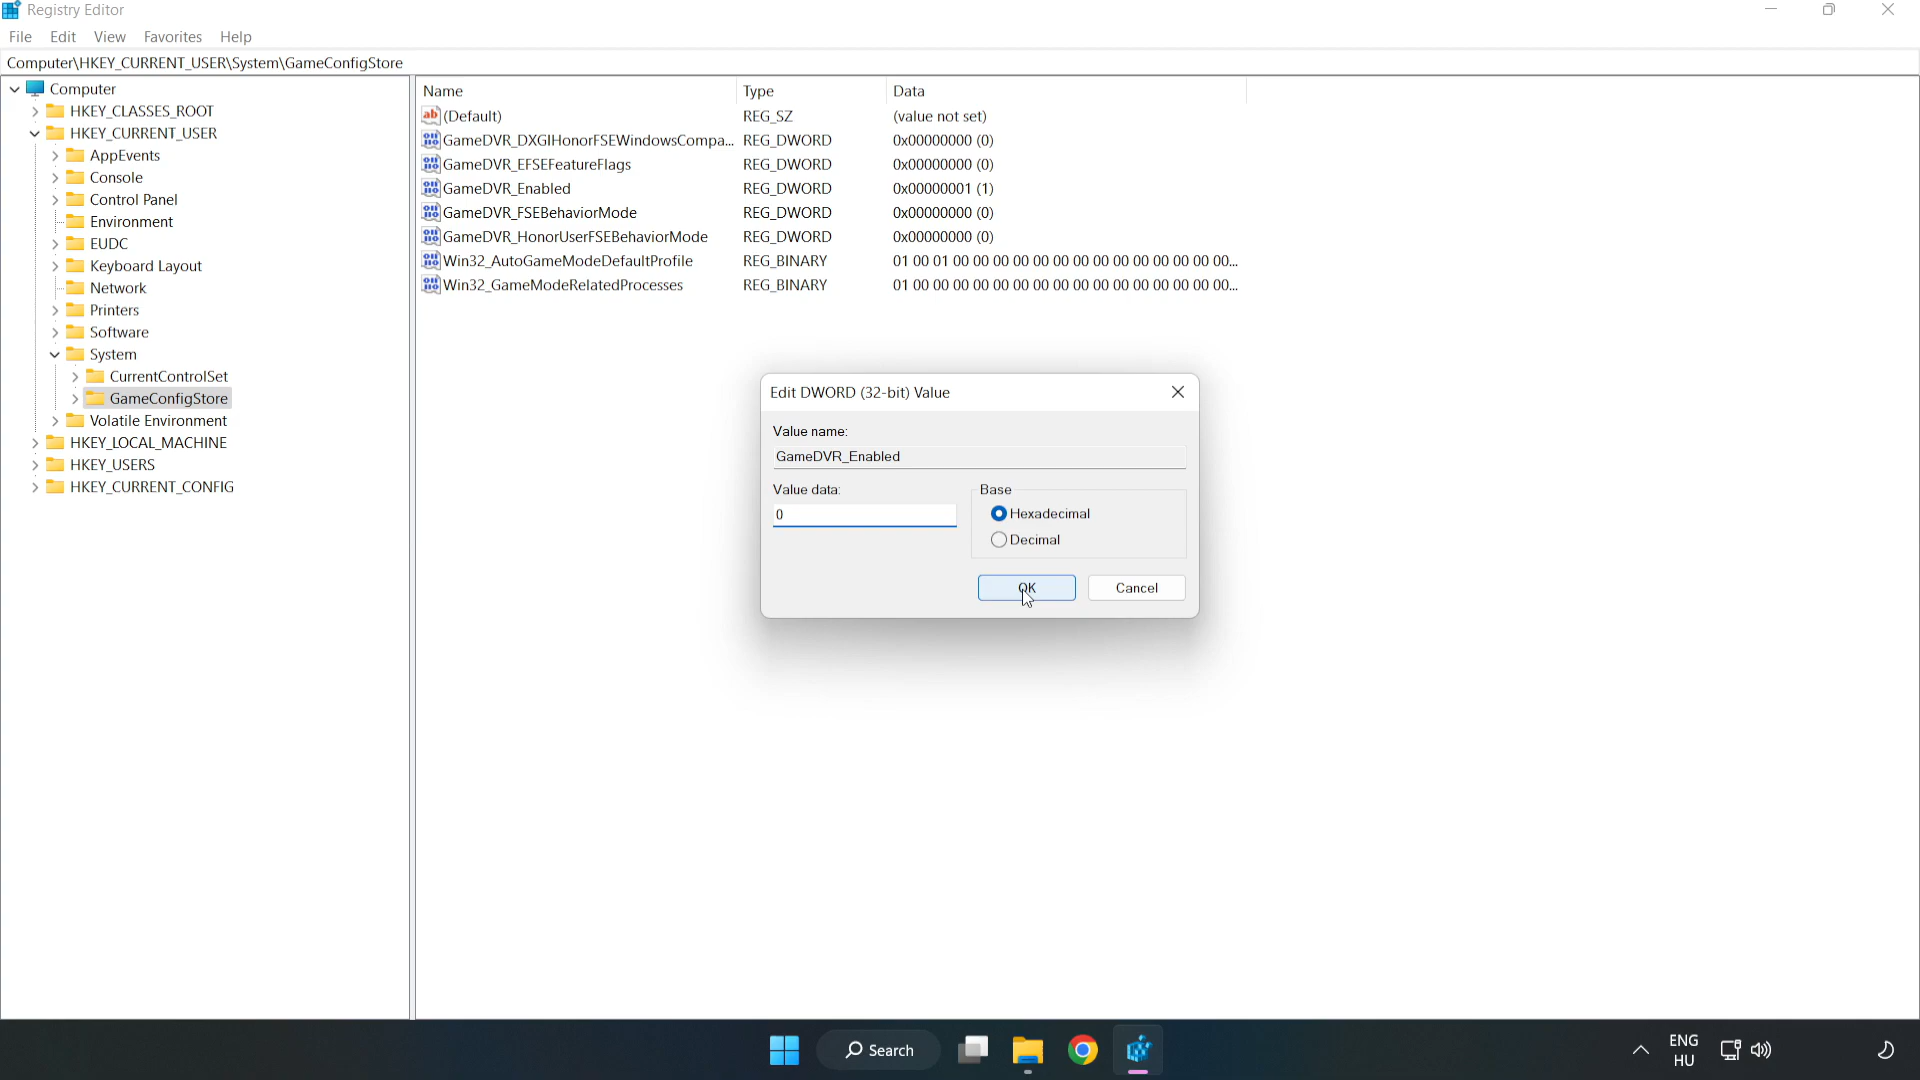 Registry Editor
File Edit View Favorites Help
Computer\HKEY_CURRENT_USER\System\GameConfigStore
Computer
HKEY_CLASSES_ROOT
HKEY_CURRENT_USER
AppEvents
Console
Control Panel
Environment
EUDC
Keyboard Layout
Network
Printers
Software
System
CurrentControlSet
GameConfigStore
Volatile Environment
HKEY_LOCAL_MACHINE
HKEY_USERS
HKEY_CURRENT_CONFIG
Name Type Data
(Default) REG_SZ (value not set)
GameDVR_DXGIHonorFSEWindowsCompa... REG_DWORD 0x00000000 (0)
GameDVR_EFSEFeatureFlags REG_DWORD 0x00000000 (0)
GameDVR_Enabled REG_DWORD 0x00000001 (1)
GameDVR_FSEBehaviorMode REG_DWORD 0x00000000 (0)
GameDVR_HonorUserFSEBehaviorMode REG_DWORD 0x00000000 (0)
Win32_AutoGameModeDefaultProfile REG_BINARY 01 00 01 00 00 00 00 00 00 00 00 00 00 00 00 00 00...
Win32_GameModeRelatedProcesses REG_BINARY 01 00 00 00 00 00 00 00 00 00 00 00 00 00 00 00 00...
Edit DWORD (32-bit) Value
Value name:
GameDVR_Enabled
Value data:
0
Base
Hexadecimal
Decimal
OK Cancel
Search
ENG
HU